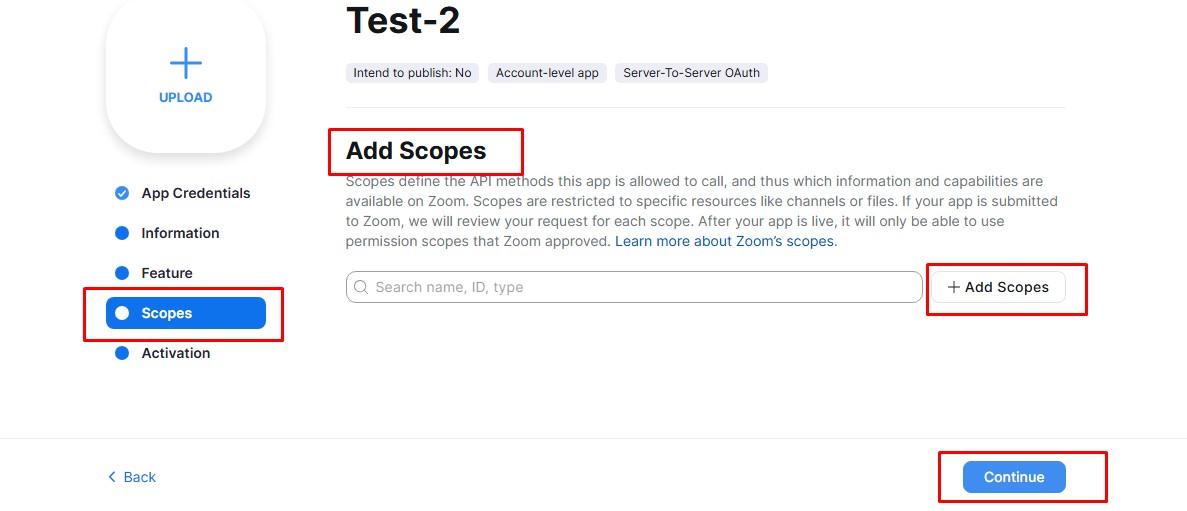 Test-2
UPLOAD
Intend to publish: No
Account-level app
Server-To-Server OAuth
Add Scopes
Scopes define the API methods this app is allowed to call, and thus which information and capabilities are
available on Zoom. Scopes are restricted to specific resources like channels or files. If your app is submitted
to Zoom, we will review your request for each scope. After your app is live, it will only be able to use
permission scopes that Zoom approved. Learn more about Zoom's scopes.
App Credentials
Information
Feature
Scopes
Activation
Search name, ID, type
Add Scopes
Back
Continue